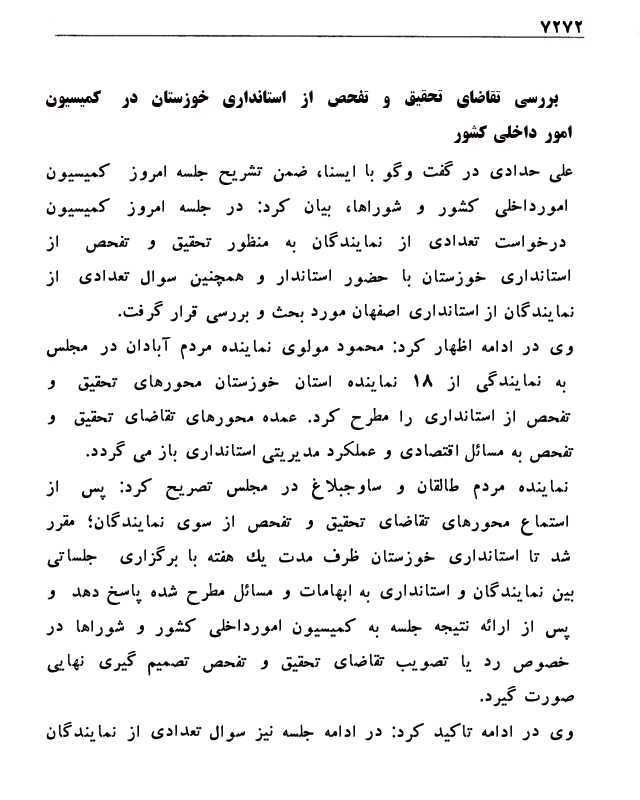 ۷۲۷۲
بررسی تقاضای تحقیق و تفحص از استانداری خوزستان در کمیسیون
امور داخلی کشور
علی حدادی در گفت وگو با ایسنا، ضمن تشریح جلسه امروز کمیسیون
امورداخلی کشور و شوراها، بیان کرد: در جلسه امروز کمیسیون
درخواست تعدادی از نمایندگان به منظور تحقیق و تفحص از
استانداری خوزستان با حضور استاندار و همچنین سوال تعدادی از
نمایندگان از استانداری اصفهان مورد بحث و بررسی قرار گرفت.
وی در ادامه اظهار کرد: محمود مولوی نماینده مردم آبادان در مجلس
به نمایندگی از ۱۸ نماینده استان خوزستان محورهای تحقیق و
تفحص از استانداری را مطرح کرد. عمده محورهای تقاضای تحقیق و
تفحص به مسائل اقتصادی و عملکرد مدیریتی استانداری باز می گردد.
نماینده مردم طالقان و ساوجبلاغ در مجلس تصریح کرد: پس از
استماع محورهای تقاضای تحقیق و تفحص از سوی نمایندگان؛ مقرر
شد تا استانداری خوزستان ظرف مدت یك هفته با برگزاری جلساتی
بین نمایندگان و استانداری به ابهامات و مسائل مطرح شده پاسخ دهد و
پس از ارائه نتیجه جلسه به کمیسیون امورداخلی کشور و شوراها در
خصوص رد یا تصویب تقاضای تحقیق و تفحص تصمیم گیری نهایی
صورت گیرد.
وی در ادامه تاکید کرد: در ادامه جلسه نیز سوال تعدادی از نمایندگان